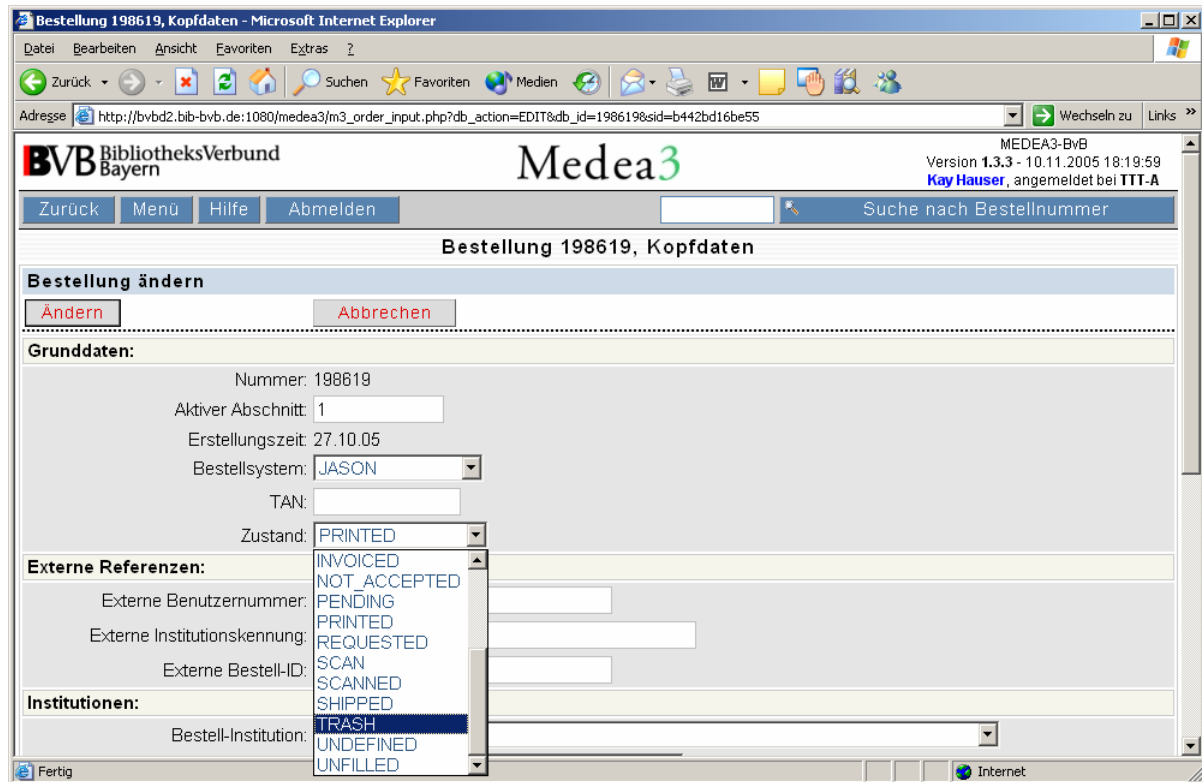 Bestellung 198619, Kopfdaten - Microsoft Internet Explorer
Datei Bearbeiten Ansicht Favoriten Extras ?
Zurück Suchen Favoriten Medien
Adresse http://bvbd2.bib-bvb.de:1080/medea3/m3_order_input.php?db_action=EDIT&db_id=198619&sid=b442bd16be55 Wechseln zu Links »
BVB BibliotheksVerbund Bayern
Medea3
MEDEA3-BvB
Version 1.3.3 - 10.11.2005 18:19:59
Kay Hauser, angemeldet bei TTT-A
Zurück Menü Hilfe Abmelden Suche nach Bestellnummer
Bestellung 198619, Kopfdaten
Bestellung ändern
Ändern Abbrechen
Grunddaten:
Nummer: 198619
Aktiver Abschnitt: 1
Erstellungszeit: 27.10.05
Bestellsystem: JASON
TAN:
Zustand: PRINTED
INVOICED
NOT_ACCEPTED
PENDING
PRINTED
REQUESTED
SCAN
SCANNED
SHIPPED
TRASH
UNDEFINED
UNFILLED
Externe Referenzen:
Externe Benutzernummer:
Externe Institutionskennung:
Externe Bestell-ID:
Institutionen:
Bestell-Institution:
Fertig Internet